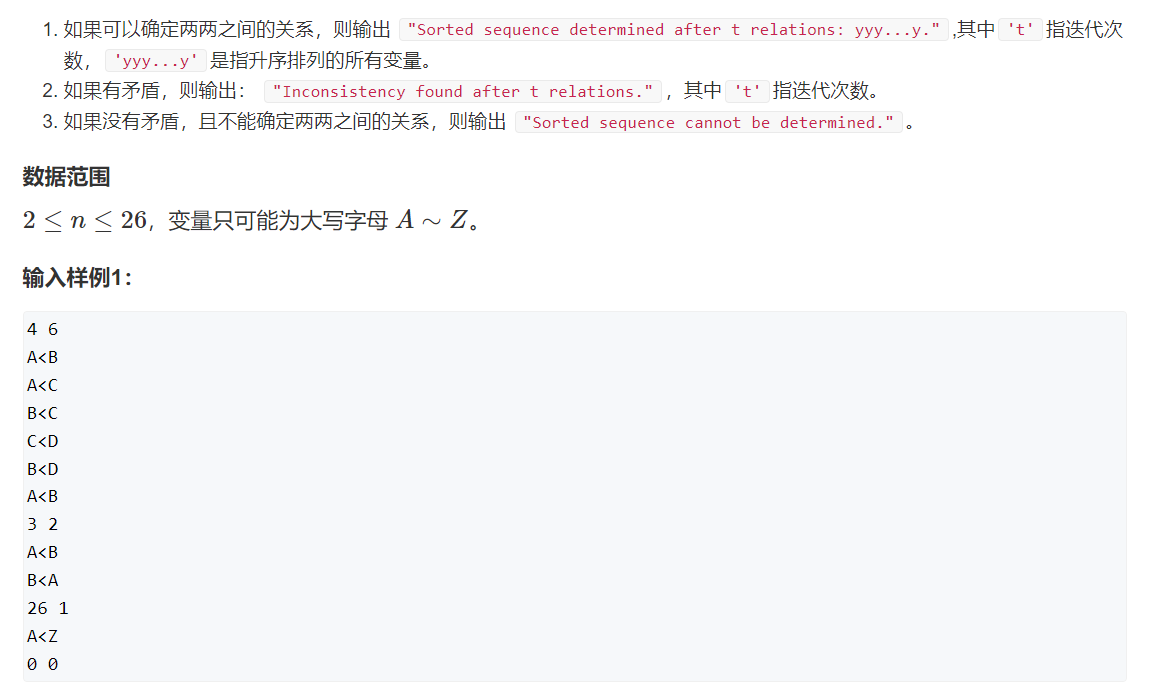 1. 如果可以确定两两之间的关系，则输出 "Sorted sequence determined after t relations: yyy...y." ,其中 't' 指迭代次
数， 'yyy...y' 是指升序排列的所有变量。
2. 如果有矛盾，则输出： "Inconsistency found after t relations." ，其中 't' 指迭代次数。
3. 如果没有矛盾，且不能确定两两之间的关系，则输出 "Sorted sequence cannot be determined." 。
数据范围
2 ≤ n ≤ 26，变量只可能为大写字母 A ∼ Z。
输入样例1：
4 6
A<B
A<C
B<C
C<D
B<D
A<B
3 2
A<B
B<A
26 1
A<Z
0 0